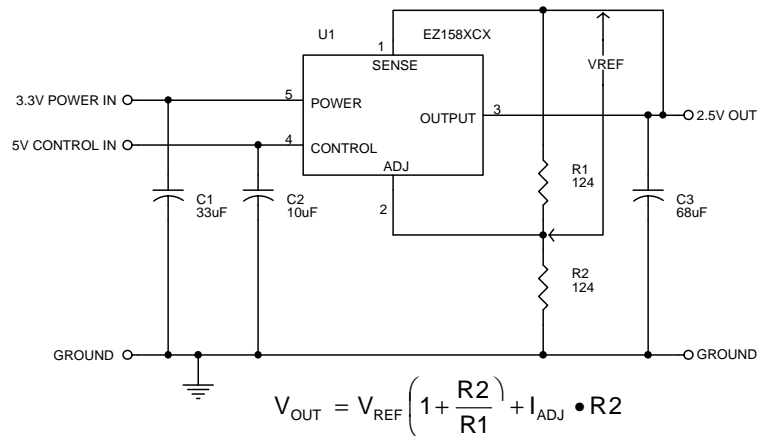 U1 EZ158XCX
1
SENSE
VREF
3.3V POWER IN
5
POWER
3
OUTPUT
2.5V OUT
5V CONTROL IN
4
CONTROL
ADJ
2
R1
124
C1
33uF
C2
10uF
C3
68uF
R2
124
GROUND
GROUND
V_OUT = V_REF (1 + R2/R1) + I_ADJ • R2